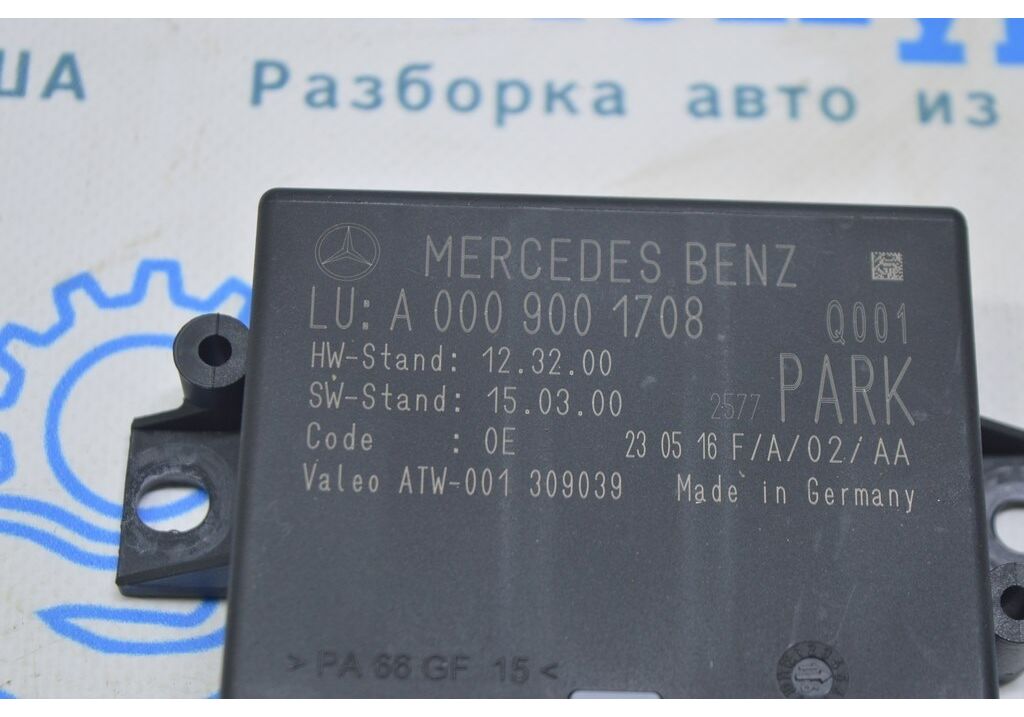 ША Разборка авто из
MERCEDES BENZ
LU: A 000 900 1708 Q001
HW-Stand: 12.32.00
SW-Stand: 15.03.00 2577 PARK
Code : 0E 23 05 16 F/A/02/AA
Valeo ATW-001 309039 Made in Germany
>PA 66 GF 15<